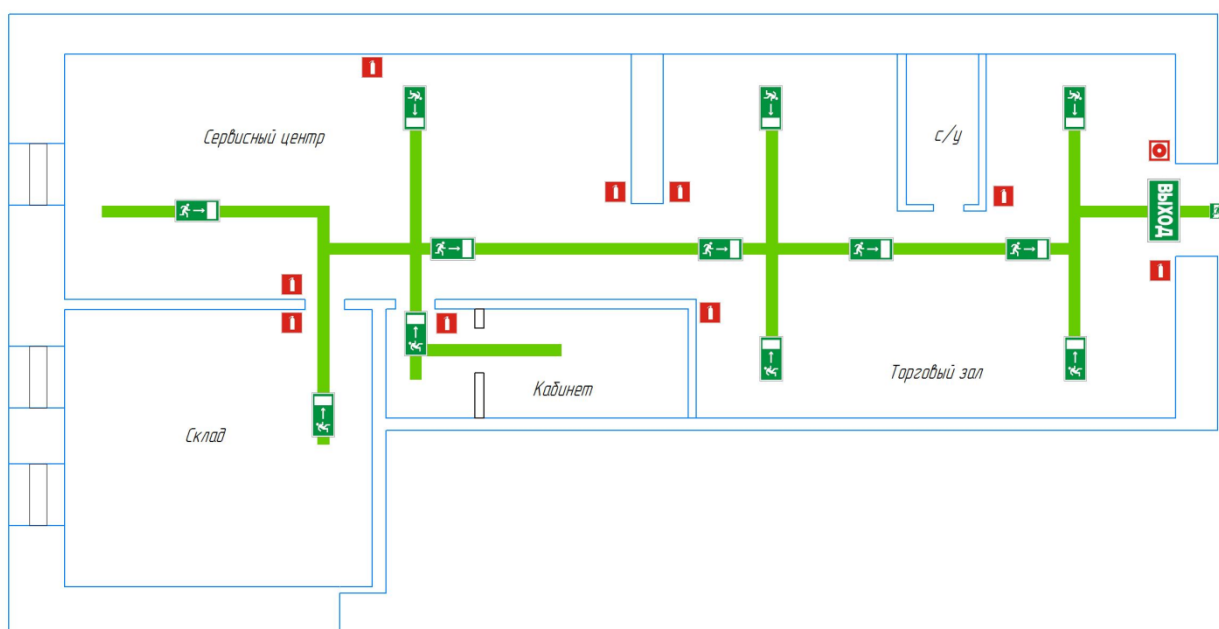 Сервисный центр
с/у
ВЫХОД
Кабинет
Торговый зал
Склад